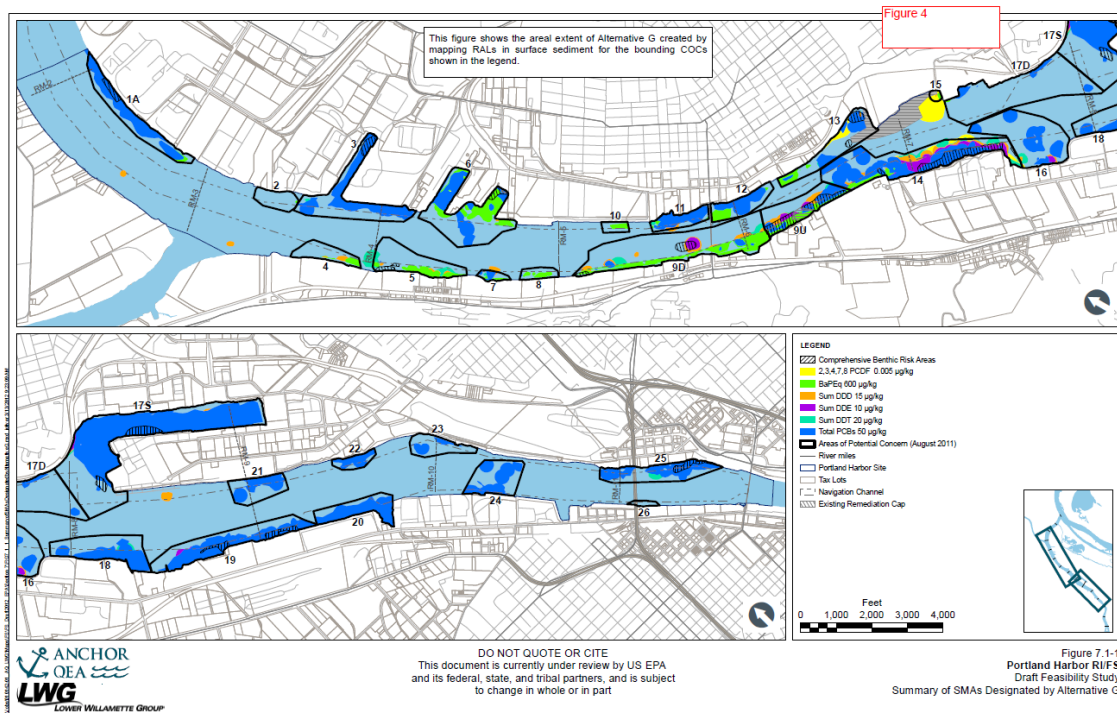 Figure 4
This figure shows the areal extent of Alternative G created by
mapping RALs in surface sediment for the bounding COCs
shown in the legend.
17S
17D
15
1A
RM-2
13
3
6
RM-7
18
16
14
12
2
RM-3
11
10
RM-5
RM-6
9U
RM-4
4
5
7
8
9D
17S
23
22
25
17D
21
RM-9
RM-10
24
26
20
16
18
19
LEGEND
Comprehensive Benthic Risk Areas
2,3,4,7,8 PCDF 0.005 µg/kg
BaPEq 600 µg/kg
Sum DDD 15 µg/kg
Sum DDE 10 µg/kg
Sum DDT 20 µg/kg
Total PCBs 50 µg/kg
Areas of Potential Concern (August 2011)
River miles
Portland Harbor Site
Tax Lots
Navigation Channel
Existing Remediation Cap
Feet
0 1,000 2,000 3,000 4,000
ANCHOR
QEA
LWG
LOWER WILLAMETTE GROUP
DO NOT QUOTE OR CITE
This document is currently under review by US EPA
and its federal, state, and tribal partners, and is subject
to change in whole or in part
Figure 7.1-1
Portland Harbor RI/FS
Draft Feasibility Study
Summary of SMAs Designated by Alternative G